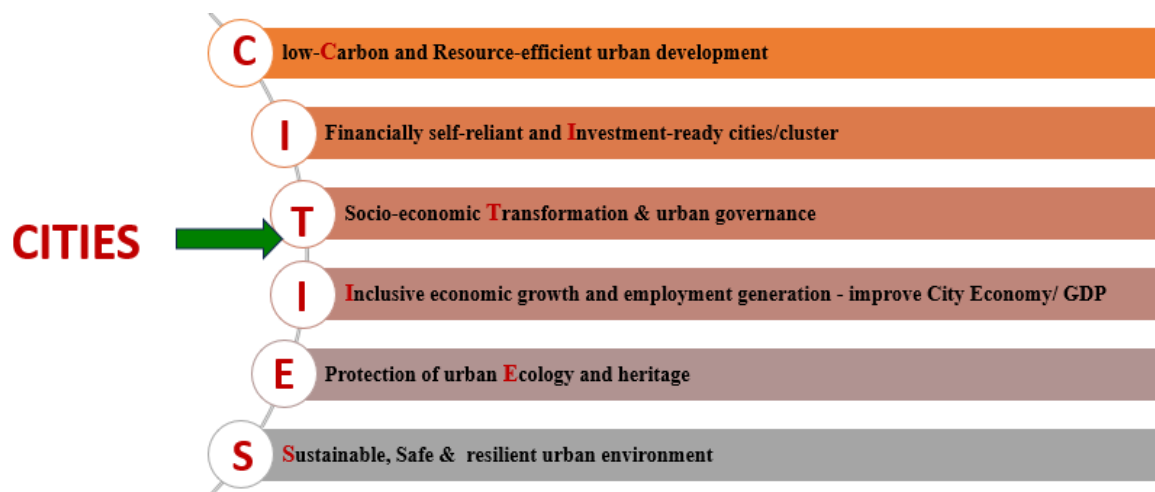 C low-Carbon and Resource-efficient urban development
I Financially self-reliant and Investment-ready cities/cluster
CITIES
T Socio-economic Transformation & urban governance
I Inclusive economic growth and employment generation - improve City Economy/ GDP
E Protection of urban Ecology and heritage
S Sustainable, Safe & resilient urban environment